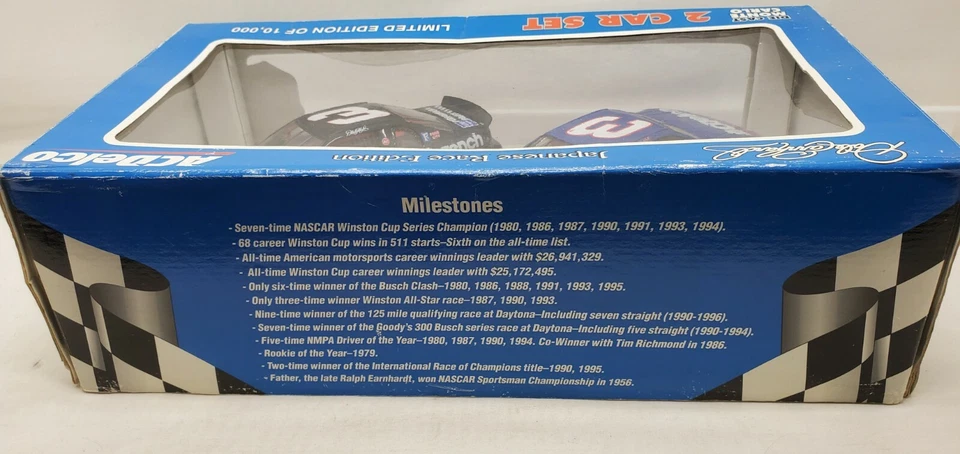 DIE-CAST
MONTE
CARLO
2 CAR SET
LIMITED EDITION OF 10,000
3
3
ACDelco
Japanese Race Edition
Dale Earnhardt
Milestones
- Seven-time NASCAR Winston Cup Series Champion (1980, 1986, 1987, 1990, 1991, 1993, 1994).
- 68 career Winston Cup wins in 511 starts–Sixth on the all-time list.
- All-time American motorsports career winnings leader with $26,941,329.
- All-time Winston Cup career winnings leader with $25,172,495.
- Only six-time winner of the Busch Clash–1980, 1986, 1988, 1991, 1993, 1995.
- Only three-time winner Winston All-Star race–1987, 1990, 1993.
- Nine-time winner of the 125 mile qualifying race at Daytona–Including seven straight (1990-1996).
- Seven-time winner of the Goody's 300 Busch series race at Daytona–Including five straight (1990-1994).
- Five-time NMPA Driver of the Year–1980, 1987, 1990, 1994. Co-Winner with Tim Richmond in 1986.
- Rookie of the Year–1979.
- Two-time winner of the International Race of Champions title–1990, 1995.
- Father, the late Ralph Earnhardt, won NASCAR Sportsman Championship in 1956.